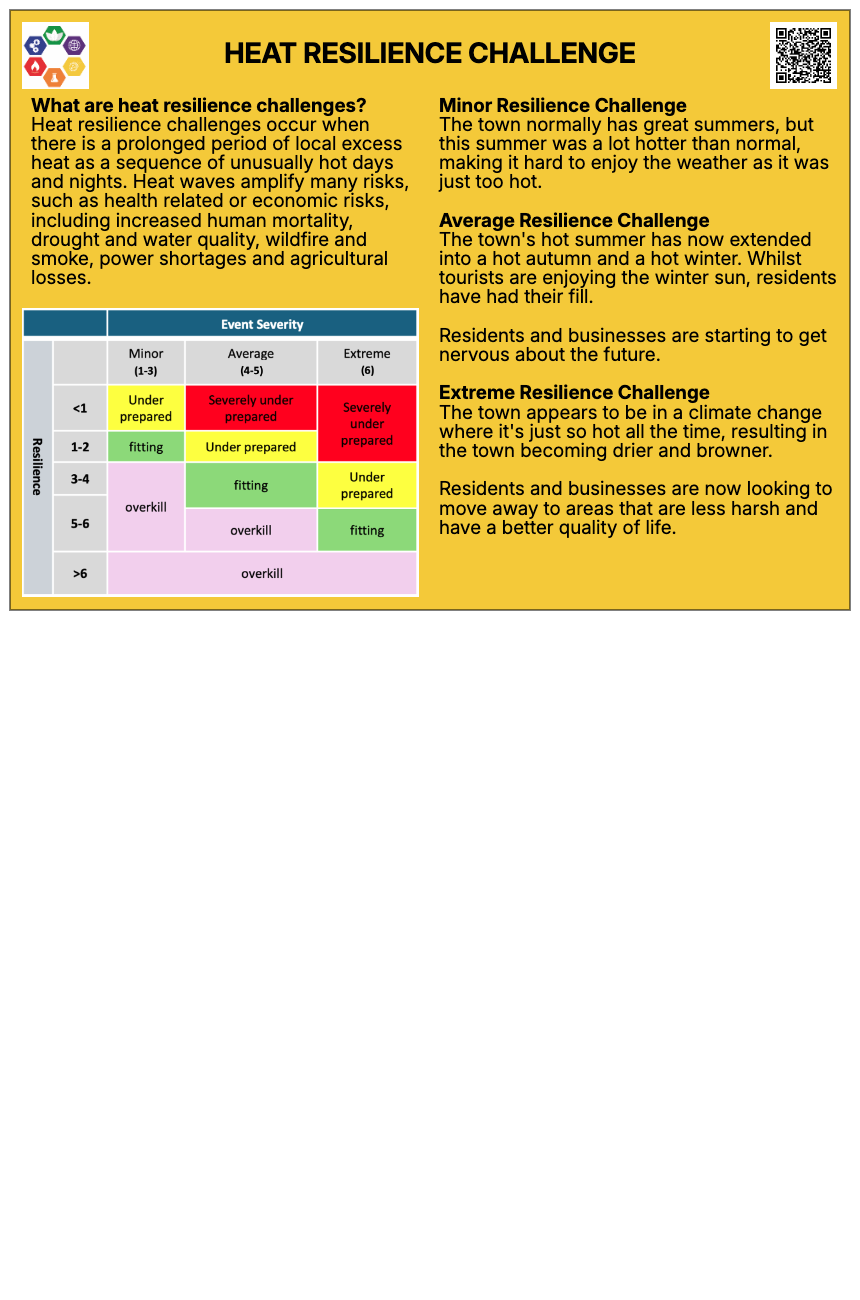 HEAT RESILIENCE CHALLENGE
What are heat resilience challenges?
Heat resilience challenges occur when
there is a prolonged period of local excess
heat as a sequence of unusually hot days
and nights. Heat waves amplify many risks,
such as health related or economic risks,
including increased human mortality,
drought and water quality, wildfire and
smoke, power shortages and agricultural
losses.
Event Severity
Minor
(1-3)
Average
(4-5)
Extreme
(6)
Resilience
<1
Under
prepared
Severely under
prepared
Severely
under
prepared
1-2
fitting
Under prepared
3-4
overkill
fitting
Under
prepared
5-6
overkill
fitting
>6
overkill
Minor Resilience Challenge
The town normally has great summers, but
this summer was a lot hotter than normal,
making it hard to enjoy the weather as it was
just too hot.
Average Resilience Challenge
The town's hot summer has now extended
into a hot autumn and a hot winter. Whilst
tourists are enjoying the winter sun, residents
have had their fill.
Residents and businesses are starting to get
nervous about the future.
Extreme Resilience Challenge
The town appears to be in a climate change
where it's just so hot all the time, resulting in
the town becoming drier and browner.
Residents and businesses are now looking to
move away to areas that are less harsh and
have a better quality of life.